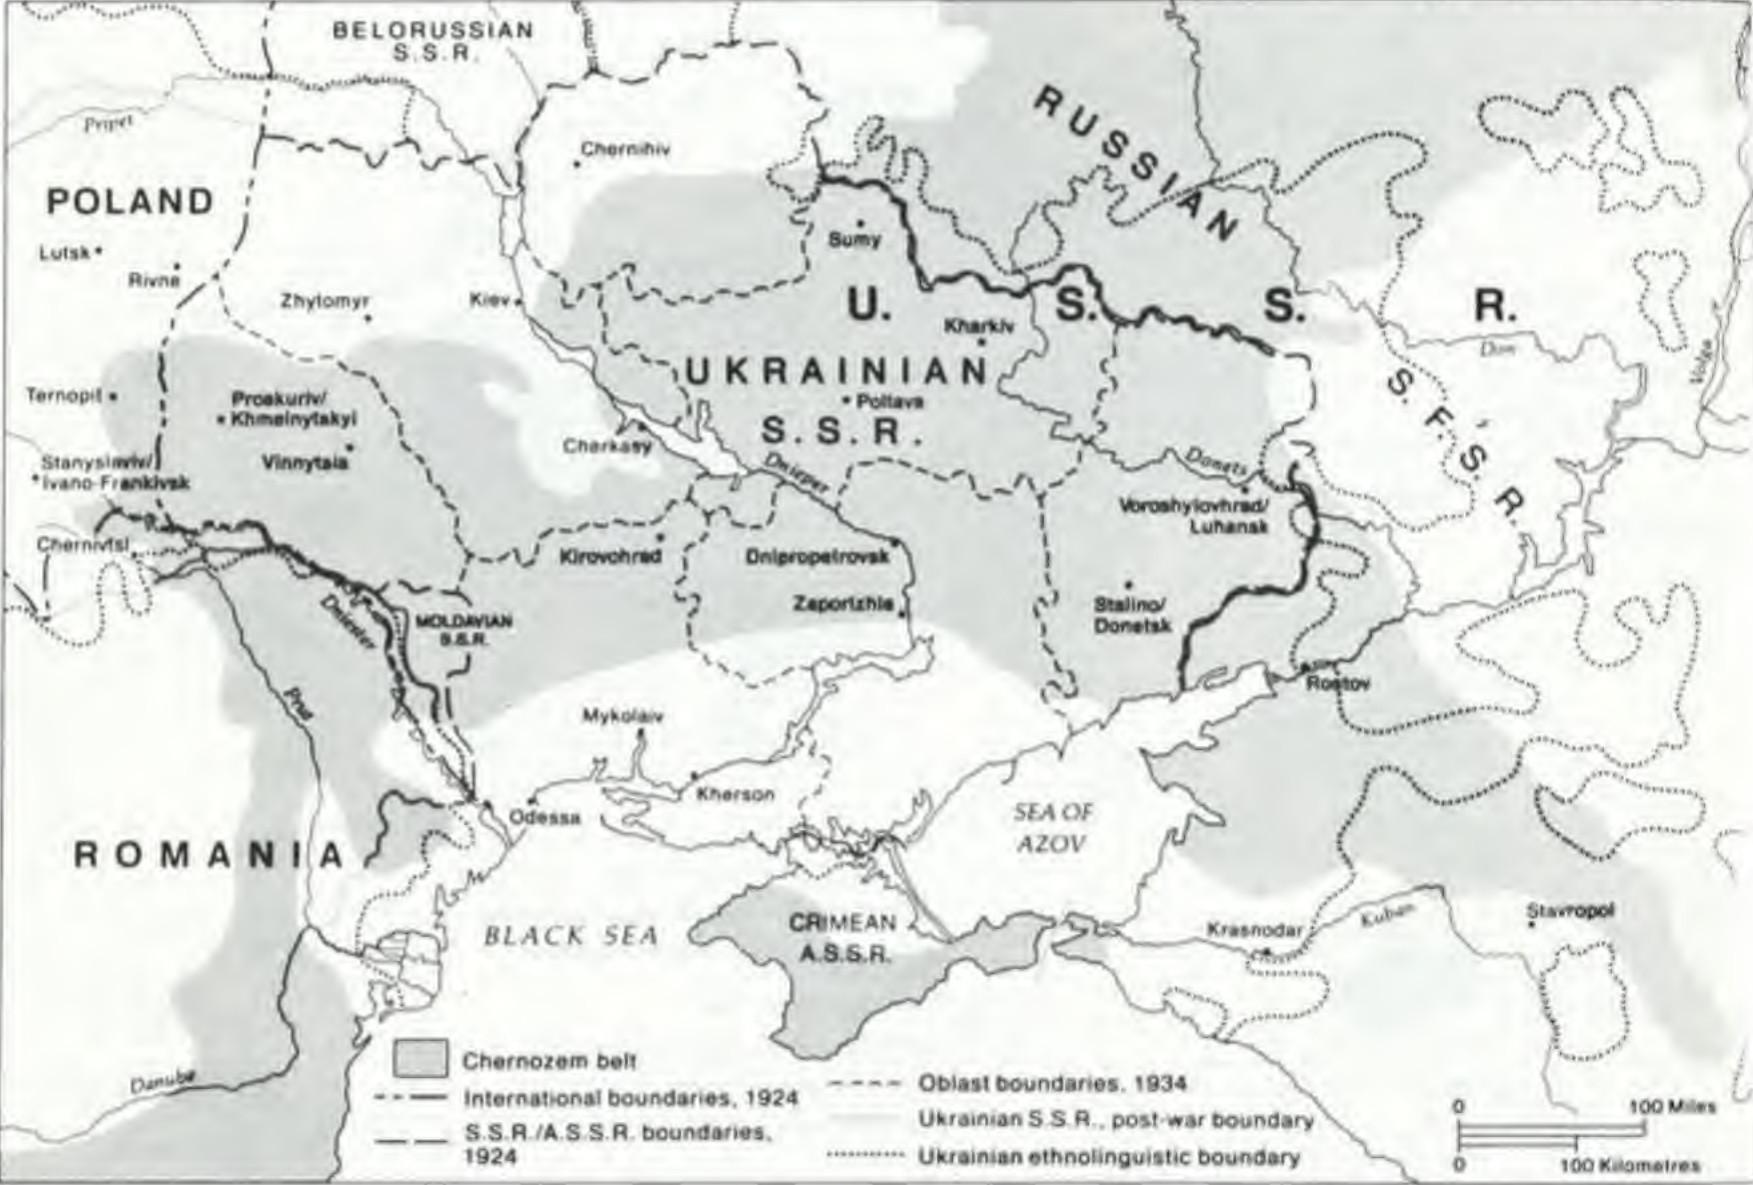 BELORUSSIAN
S.S.R.
Pripet
Chernihiv
RUSSIAN
POLAND
Lutsk
Rivne
Sumy
Zhytomyr
Kiev
U. S. S. R.
Kharkiv
Don
Volga
UKRAINIAN
S.S.R.
Poltava
S.F.S.R.
Ternopil
Proskuriv/
Khmelnytskyi
Vinnytsia
Cherkasy
Dnieper
Donets
Stanyslaviv/
Ivano-Frankivsk
Voroshylovhrad/
Luhansk
Chernivtsi
Kirovohrad
Dnipropetrovsk
Zaporizhia
Stalino/
Donetsk
Dniester
MOLDAVIAN
S.S.R.
Prut
Rostov
Mykolaiv
Kherson
Odessa
SEA OF
AZOV
ROMANIA
BLACK SEA
CRIMEAN
A.S.S.R.
Krasnodar
Kuban
Stavropol
Danube
Chernozem belt
International boundaries, 1924
S.S.R./A.S.S.R. boundaries,
1924
Oblast boundaries, 1934
Ukrainian S.S.R., post-war boundary
Ukrainian ethnolinguistic boundary
0 100 Miles
0 100 Kilometres